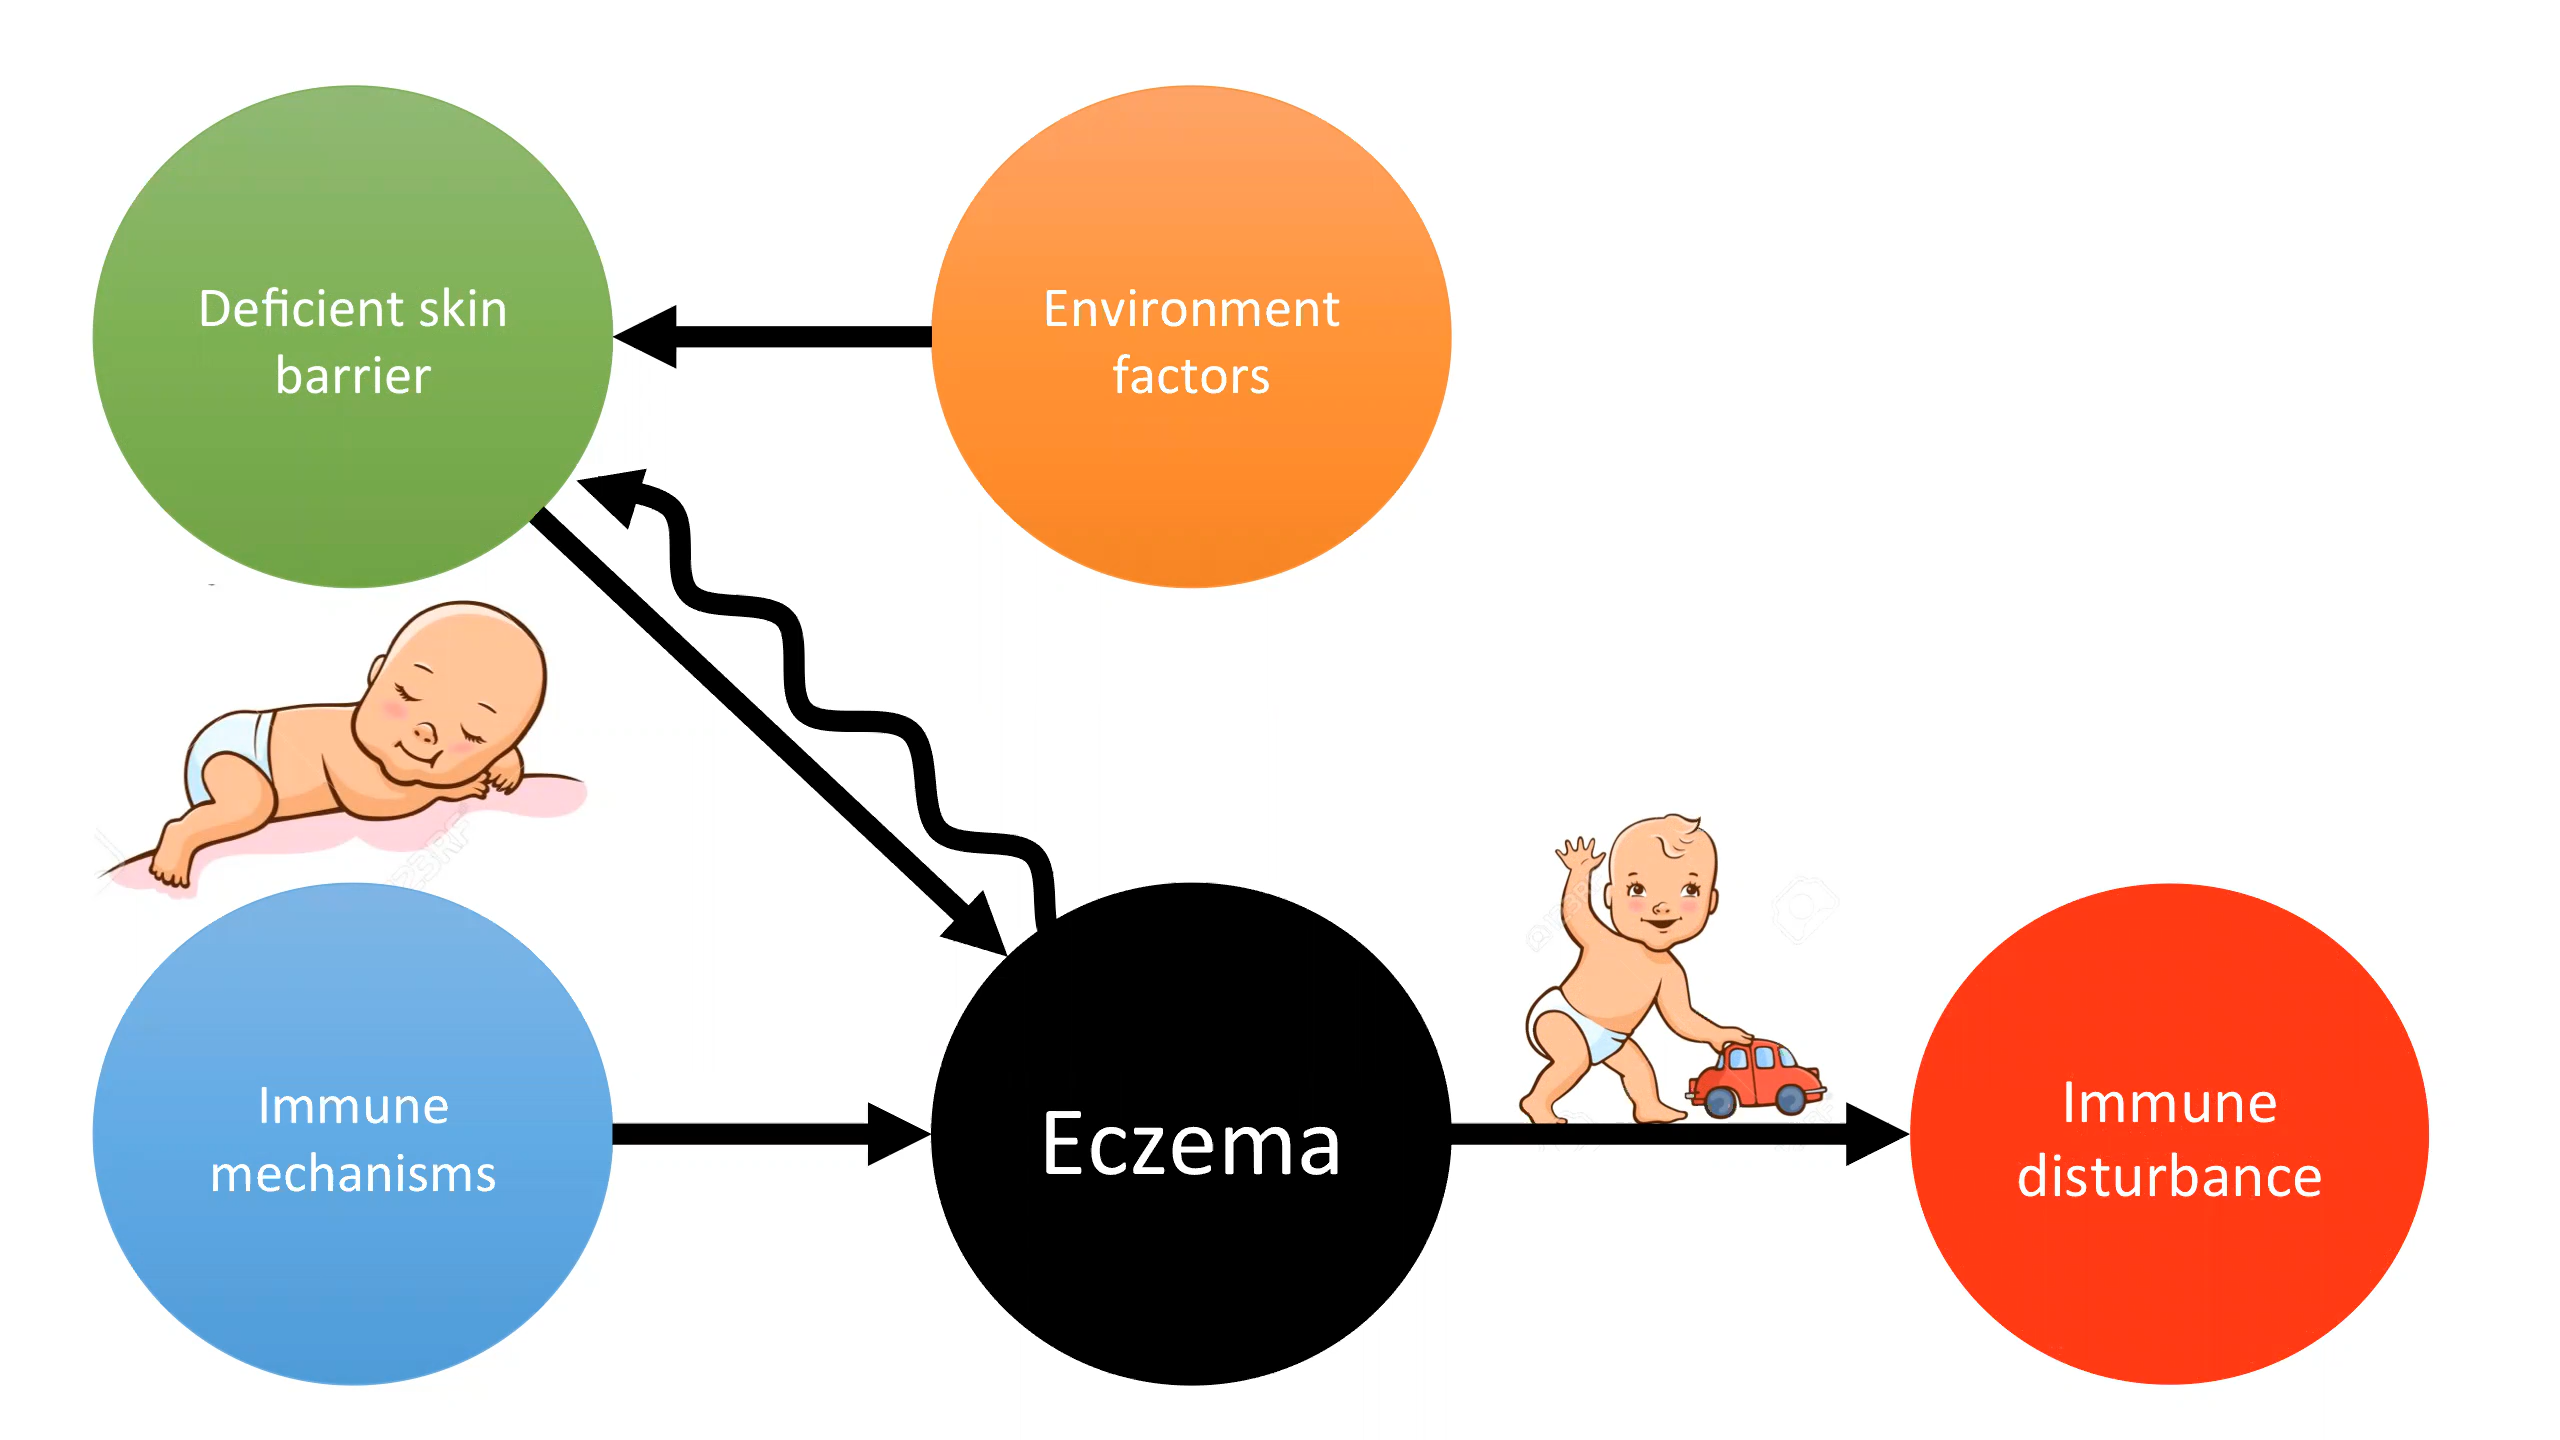 Deficient skin
barrier
Environment
factors
Immune
mechanisms
Eczema
Immune
disturbance